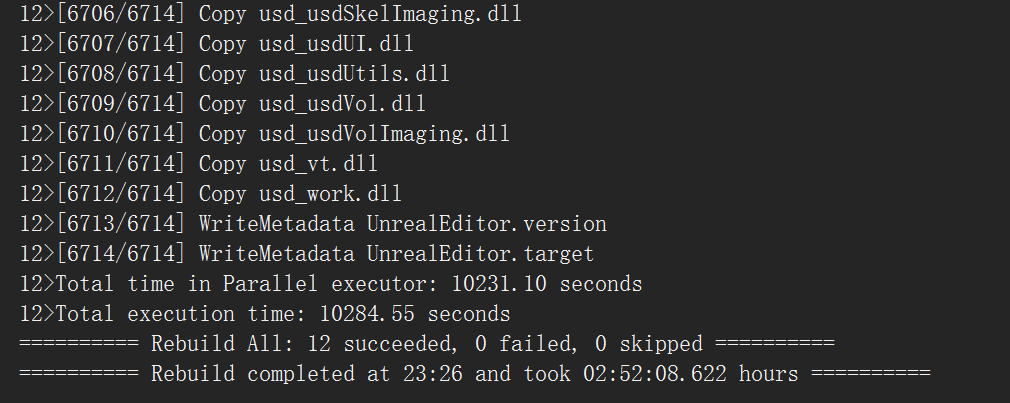 12>[6706/6714] Copy usd_usdSkelImaging.dll
12>[6707/6714] Copy usd_usdUI.dll
12>[6708/6714] Copy usd_usdUtils.dll
12>[6709/6714] Copy usd_usdVol.dll
12>[6710/6714] Copy usd_usdVolImaging.dll
12>[6711/6714] Copy usd_vt.dll
12>[6712/6714] Copy usd_work.dll
12>[6713/6714] WriteMetadata UnrealEditor.version
12>[6714/6714] WriteMetadata UnrealEditor.target
12>Total time in Parallel executor: 10231.10 seconds
12>Total execution time: 10284.55 seconds
========== Rebuild All: 12 succeeded, 0 failed, 0 skipped ==========
========== Rebuild completed at 23:26 and took 02:52:08.622 hours ==========